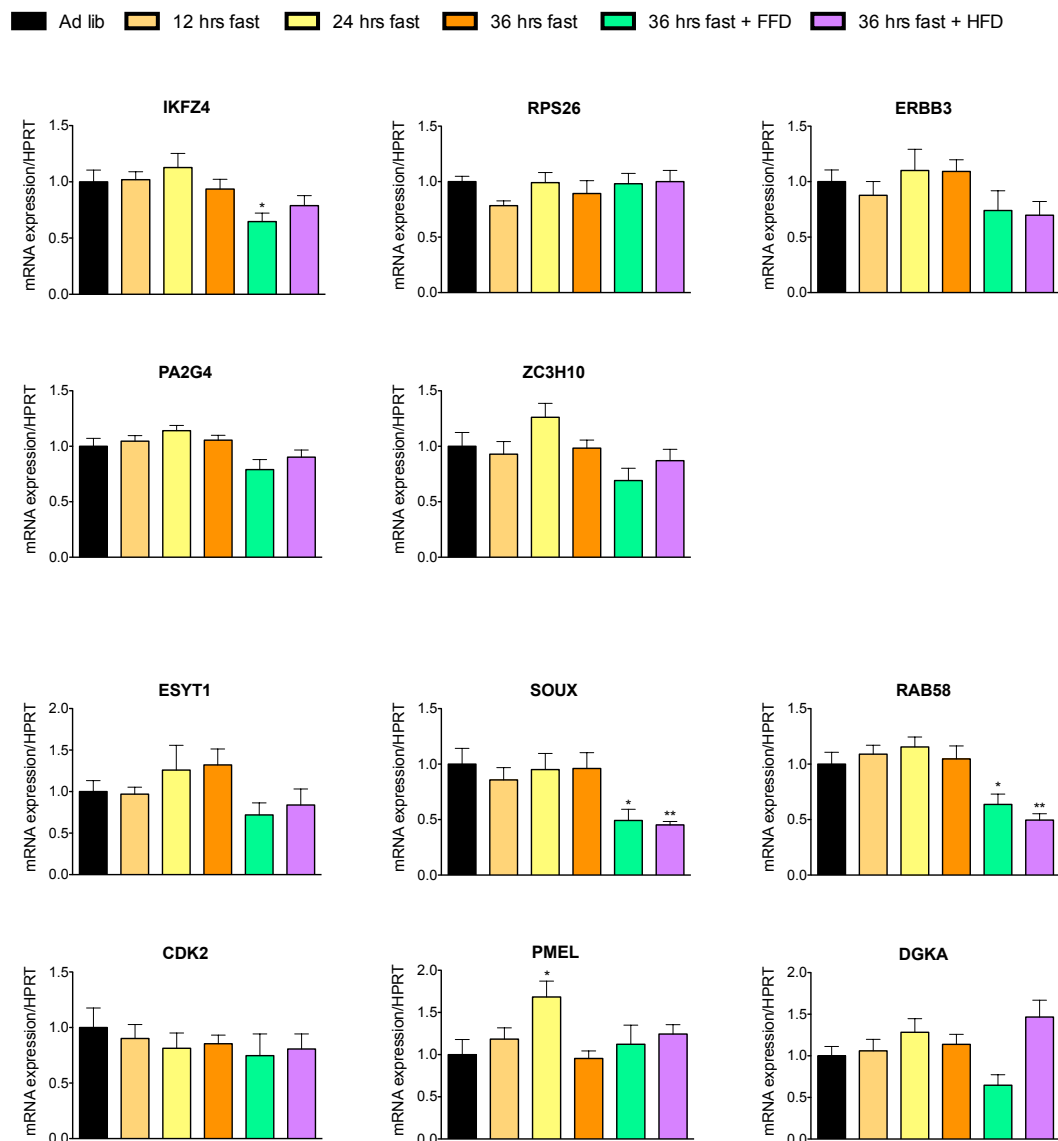 Ad lib 12 hrs fast 24 hrs fast 36 hrs fast 36 hrs fast + FFD 36 hrs fast + HFD
IKFZ4
mRNA expression/HPRT
1.5
1.0
0.5
0.0
*
RPS26
mRNA expression/HPRT
1.5
1.0
0.5
0.0
ERBB3
mRNA expression/HPRT
1.5
1.0
0.5
0.0
PA2G4
mRNA expression/HPRT
1.5
1.0
0.5
0.0
ZC3H10
mRNA expression/HPRT
1.5
1.0
0.5
0.0
ESYT1
mRNA expression/HPRT
2.0
1.5
1.0
0.5
0.0
SOUX
mRNA expression/HPRT
1.5
1.0
0.5
0.0
*
**
RAB58
mRNA expression/HPRT
1.5
1.0
0.5
0.0
*
**
CDK2
mRNA expression/HPRT
1.5
1.0
0.5
0.0
PMEL
mRNA expression/HPRT
2.0
1.5
1.0
0.5
0.0
*
DGKA
mRNA expression/HPRT
2.0
1.5
1.0
0.5
0.0